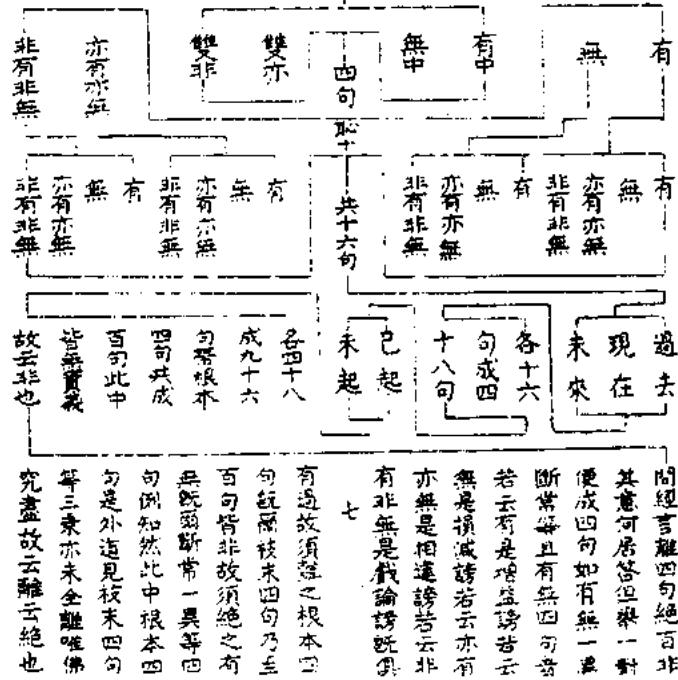 有
無
有中
無中
四句
雙亦
雙非
亦有亦無
非有非無
有
無
亦有亦無
非有非無
有
無
亦有亦無
非有非無
共十六句
有
無
亦有亦無
非有非無
有
無
亦有亦無
非有非無
過去
現在
未來
各十六
句成四
十八句
已起
未起
各四十八
成九十六
句幷根本
四句共成
百句此中
皆無實義
故云非也
問經言離四句絕百非
其意何居答但舉一對
便成四句如有無一異
斷常等且有無四句者
若云有是增益謗若云
無是損減謗若云亦有
亦無是相違謗若云非
有非無是戲論謗既俱
七
有過故須離之根本四
句既爾枝末四句乃至
百句皆非故須絕之有
無既爾斷常一異等四
句例知然此中根本四
句是外道見枝末四句
等三乘亦未全離唯佛
究盡故云離云絕也